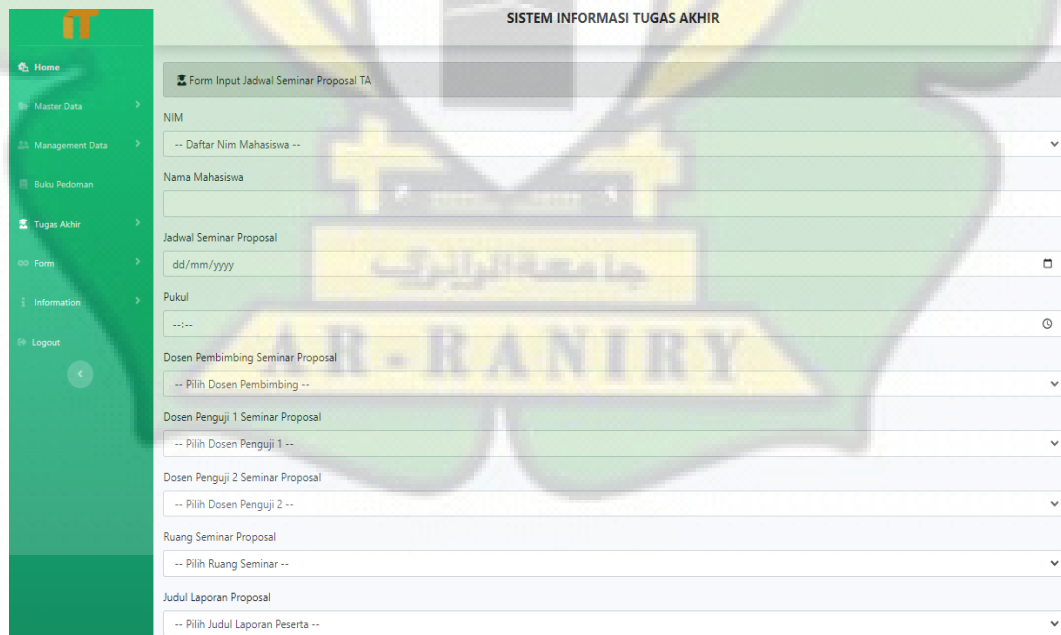 SISTEM INFORMASI TUGAS AKHIR
Home
Master Data
Management Data
Buku Pedoman
Tugas Akhir
Form
Information
Logout
Form Input Jadwal Seminar Proposal TA
NIM
-- Daftar Nim Mahasiswa --
Nama Mahasiswa
Jadwal Seminar Proposal
dd/mm/yyyy
Pukul
--:--
Dosen Pembimbing Seminar Proposal
-- Pilih Dosen Pembimbing --
Dosen Penguji 1 Seminar Proposal
-- Pilih Dosen Penguji 1 --
Dosen Penguji 2 Seminar Proposal
-- Pilih Dosen Penguji 2 --
Ruang Seminar Proposal
-- Pilih Ruang Seminar --
Judul Laporan Proposal
-- Pilih Judul Laporan Peserta --
جامعة الرانري
AR-RANIRY